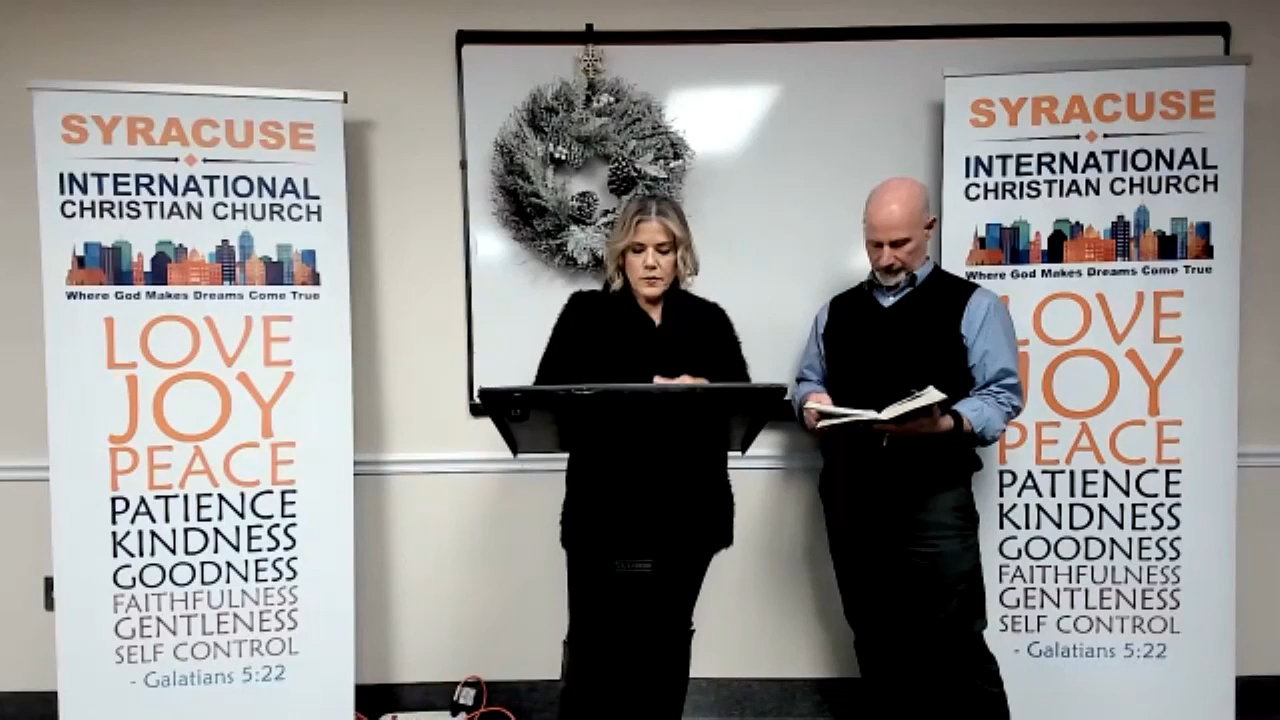 SYRACUSE
INTERNATIONAL
CHRISTIAN CHURCH
Where God Makes Dreams Come True
LOVE
JOY
PEACE
PATIENCE
KINDNESS
GOODNESS
FAITHFULNESS
GENTLENESS
SELF CONTROL
- Galatians 5:22
SYRACUSE
INTERNATIONAL
CHRISTIAN CHURCH
Where God Makes Dreams Come True
LOVE
JOY
PEACE
PATIENCE
KINDNESS
GOODNESS
FAITHFULNESS
GENTLENESS
SELF CONTROL
- Galatians 5:22